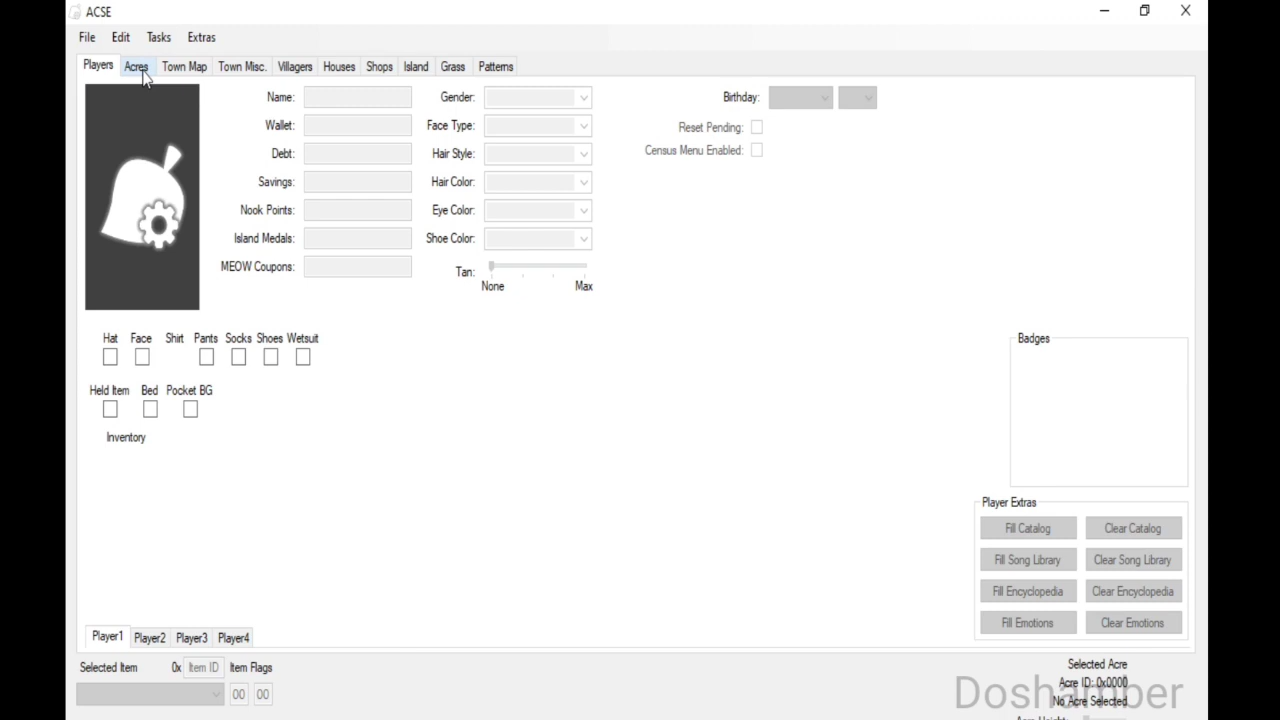 ACSE
File Edit Tasks Extras
Players Acres Town Map Town Misc. Villagers Houses Shops Island Grass Patterns
Name: Gender: Birthday:
Wallet: Face Type: Reset Pending:
Debt: Hair Style: Census Menu Enabled:
Savings: Hair Color:
Nook Points: Eye Color:
Island Medals: Shoe Color:
MEOW Coupons: Tan:
None Max
Hat Face Shirt Pants Socks Shoes Wetsuit
Badges
Held Item Bed Pocket BG
Inventory
Player Extras
Fill Catalog Clear Catalog
Fill Song Library Clear Song Library
Fill Encyclopedia Clear Encyclopedia
Fill Emotions Clear Emotions
Player1 Player2 Player3 Player4
Selected Item 0x Item ID Item Flags
00 00
Selected Acre
Acre ID: 0x0000
No Acre Selected
Acre Height:
Doshamber